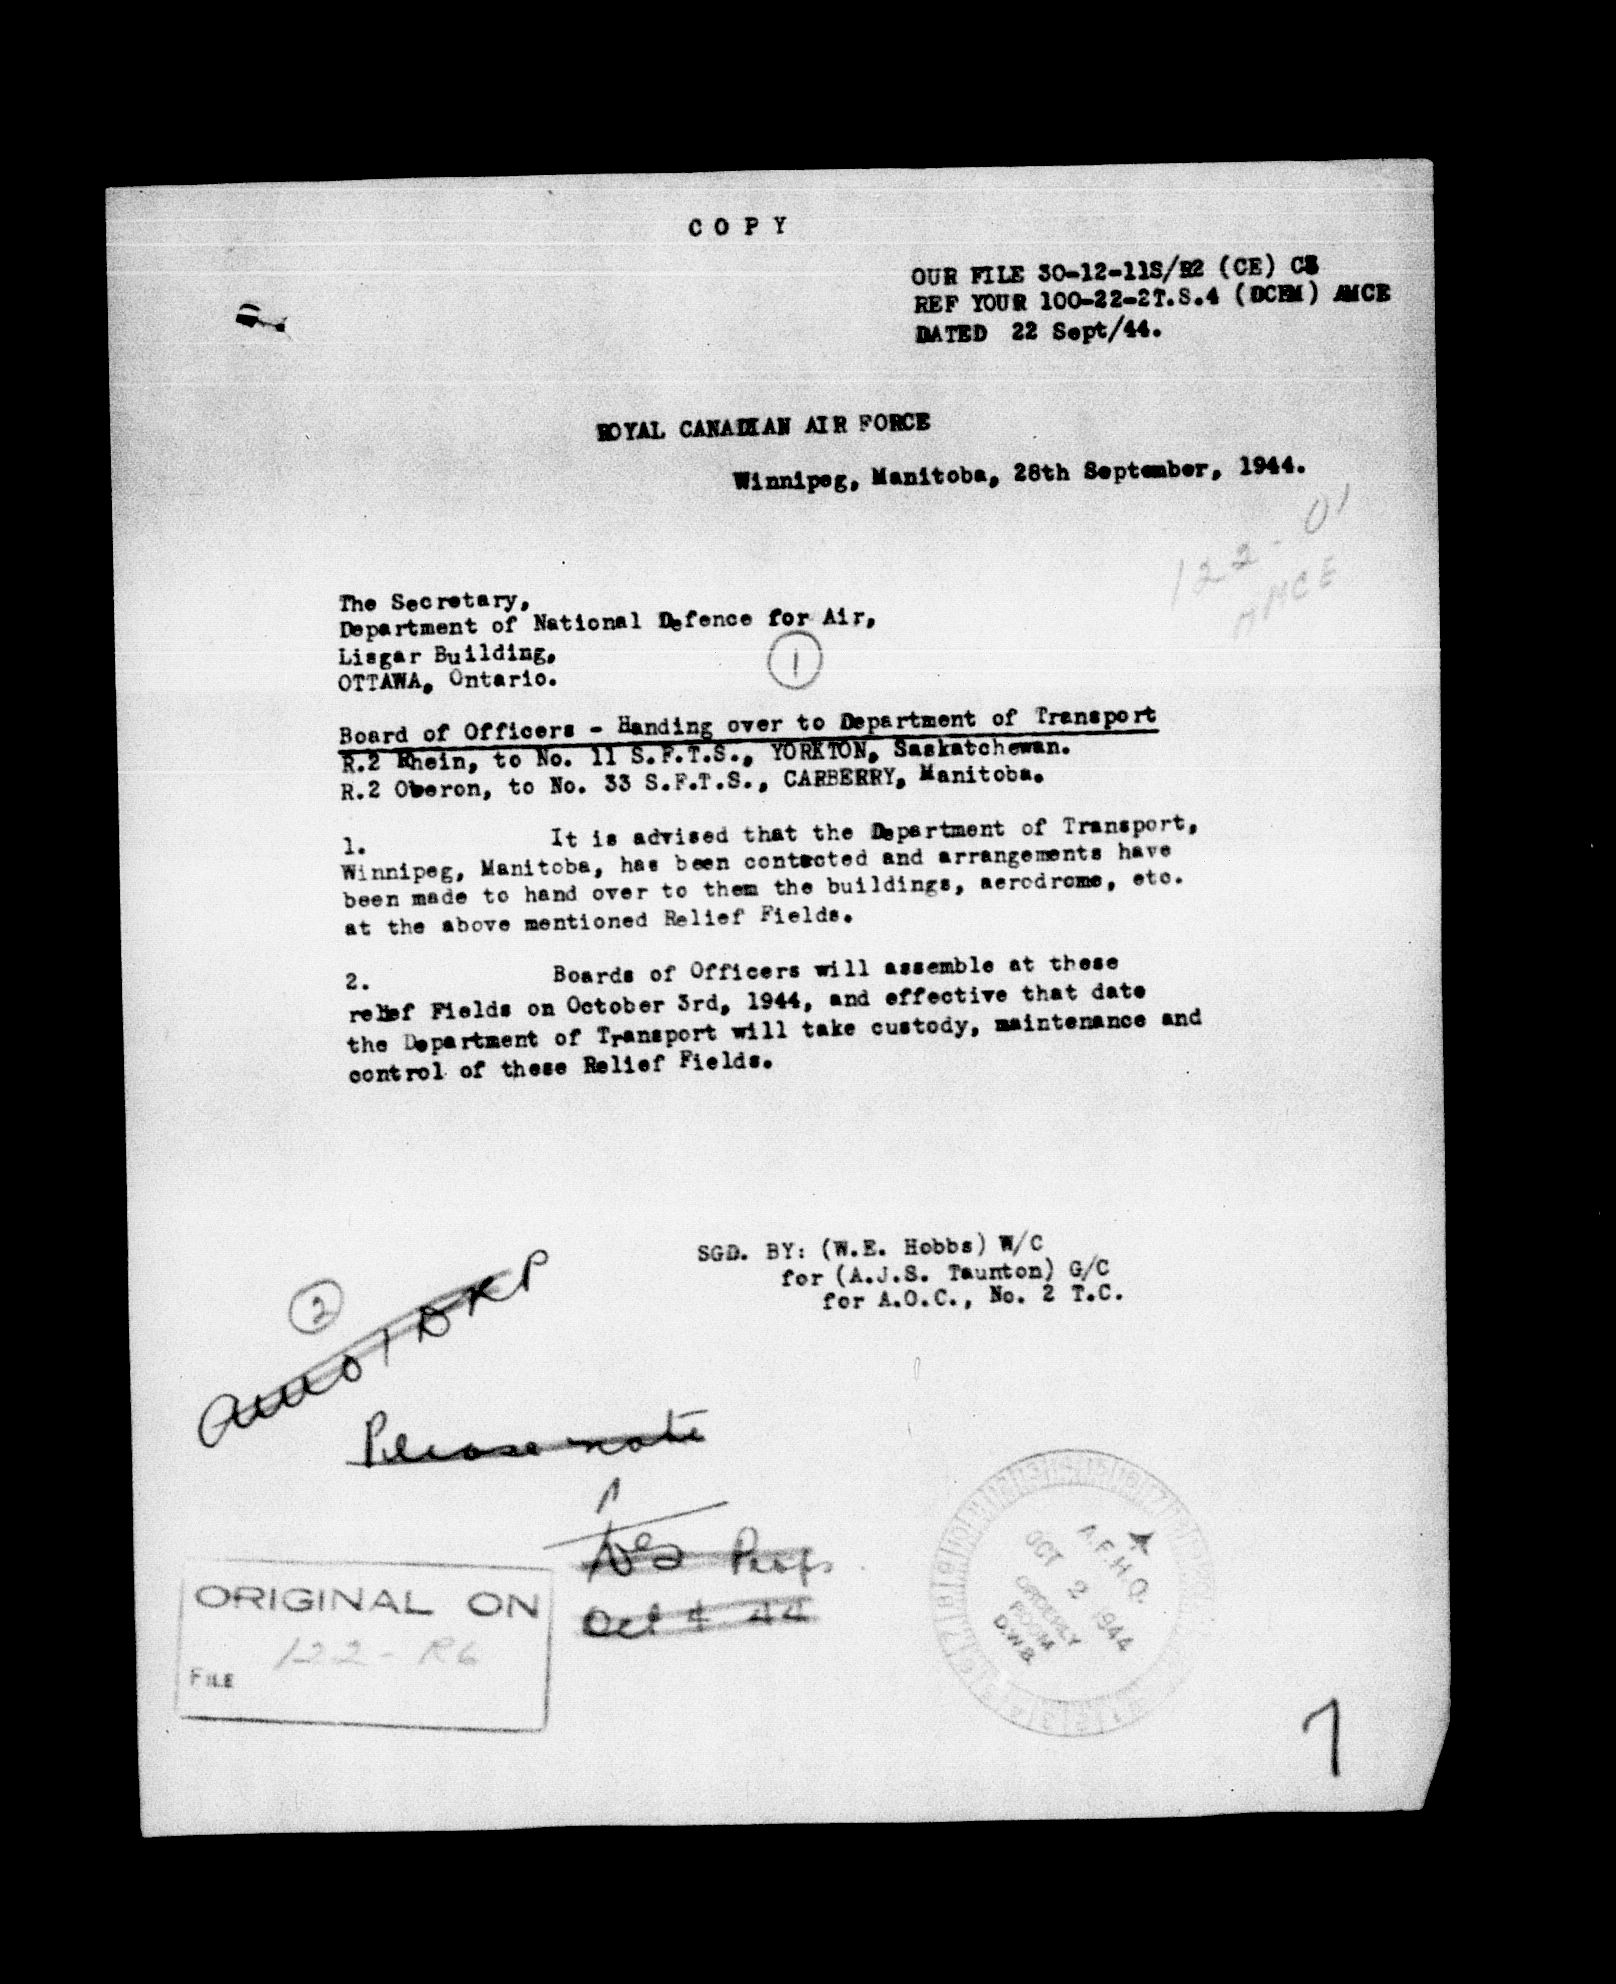 COPY
OUR FILE 30-12-11S/R2 (CE) CE
REF YOUR 100-22-2T.S.4 (DCEM) AMCE
DATED 22 Sept/44.
ROYAL CANADIAN AIR FORCE
Winnipeg, Manitoba, 28th September, 1944.
122-01
AMCE
The Secretary,
Department of National Defence for Air,
Lisgar Building,
OTTAWA, Ontario.
1
Board of Officers - Handing over to Department of Transport
R.2 Rhein, to No. 11 S.F.T.S., YORKTON, Saskatchewan.
R.2 Oberon, to No. 33 S.F.T.S., CARBERRY, Manitoba.
1. It is advised that the Department of Transport,
Winnipeg, Manitoba, has been contacted and arrangements have
been made to hand over to them the buildings, aerodrome, etc.
at the above mentioned Relief Fields.
2. Boards of Officers will assemble at these
relief Fields on October 3rd, 1944, and effective that date
the Department of Transport will take custody, maintenance and
control of these Relief Fields.
SGD. BY: (W.E. Hobbs) W/C
for (A.J.S. Taunton) G/C
for A.O.C., No. 2 T.C.
2
Please note
Oct 4 44
ORIGINAL ON
122-R6
FILE
A.F.H.Q.
OCT 2 1944
ORDERLY
ROOM
D.W.B.
7